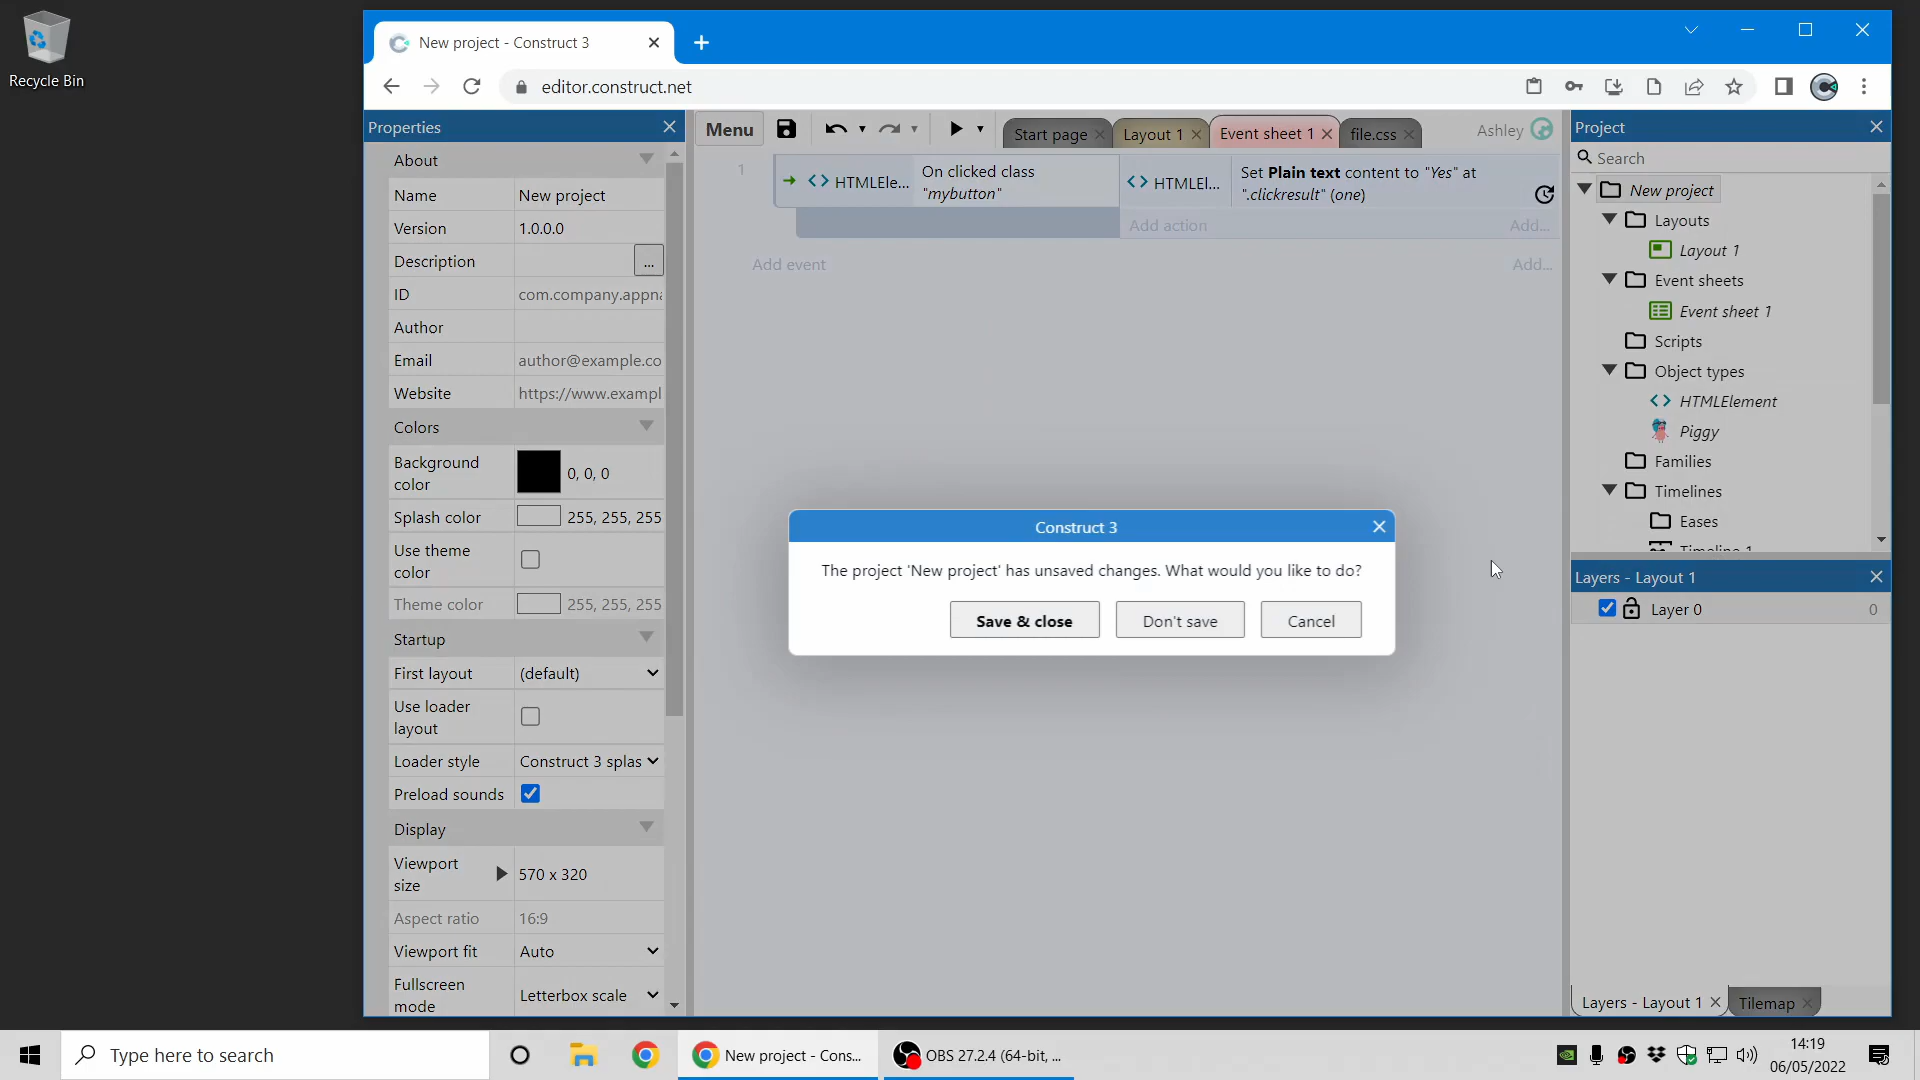 Recycle Bin
New project - Construct 3
editor.construct.net
Properties
About
Name
New project
Version
1.0.0.0
Description
...
ID
com.company.appna
Author
Email
author@example.co
Website
https://www.exampl
Colors
Background
color
0, 0, 0
Splash color
255, 255, 255
Use theme
color
Theme color
255, 255, 255
Startup
First layout
(default)
Use loader
layout
Loader style
Construct 3 splas
Preload sounds
Display
Viewport
size
570 x 320
Aspect ratio
16:9
Viewport fit
Auto
Fullscreen
mode
Letterbox scale
Menu
Start page
Layout 1
Event sheet 1
file.css
Ashley
1
HTMLEle...
On clicked class
"mybutton"
HTMLEl...
Set Plain text content to "Yes" at
".clickresult" (one)
Add action
Add...
Add event
Add...
Construct 3
The project 'New project' has unsaved changes. What would you like to do?
Save & close
Don't save
Cancel
Project
Search
New project
Layouts
Layout 1
Event sheets
Event sheet 1
Scripts
Object types
HTMLElement
Piggy
Families
Timelines
Eases
Timeline 1
Layers - Layout 1
Layer 0
0
Layers - Layout 1
Tilemap
Type here to search
New project - Cons...
OBS 27.2.4 (64-bit, ...
14:19
06/05/2022